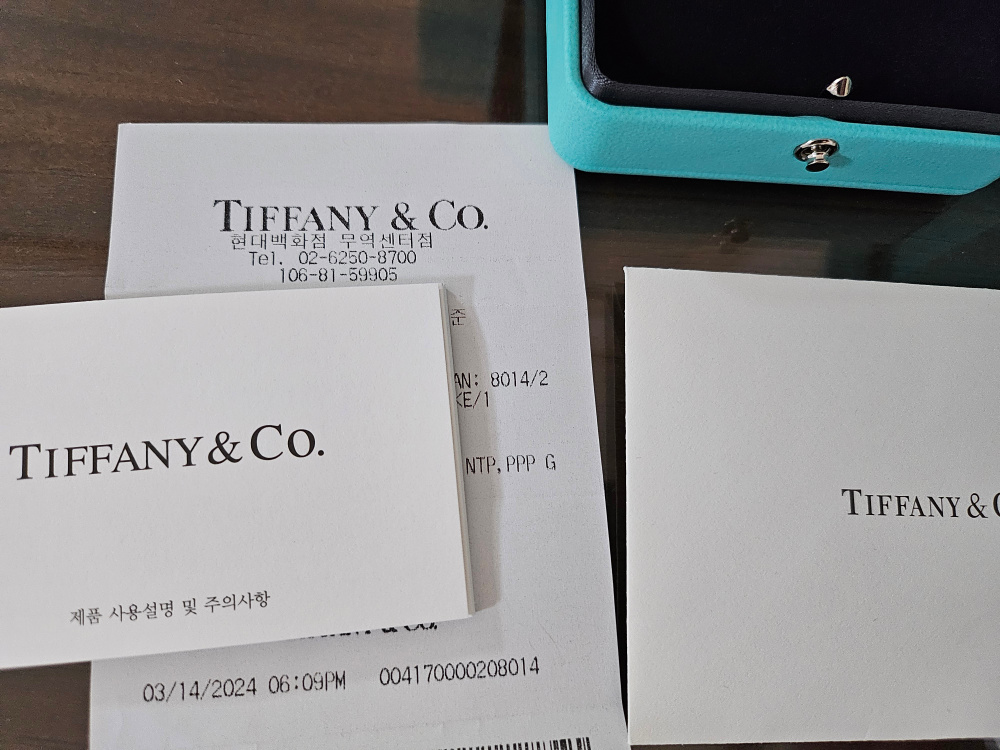 TIFFANY & CO.
현대백화점 무역센터점
Tel. 02-6250-8700
106-81-59905
준
AN: 8014/2
KE/1
NTP,PPP G
TIFFANY & CO.
제품 사용설명 및 주의사항
& CO.
03/14/2024 06:09PM 004170000208014
TIFFANY &